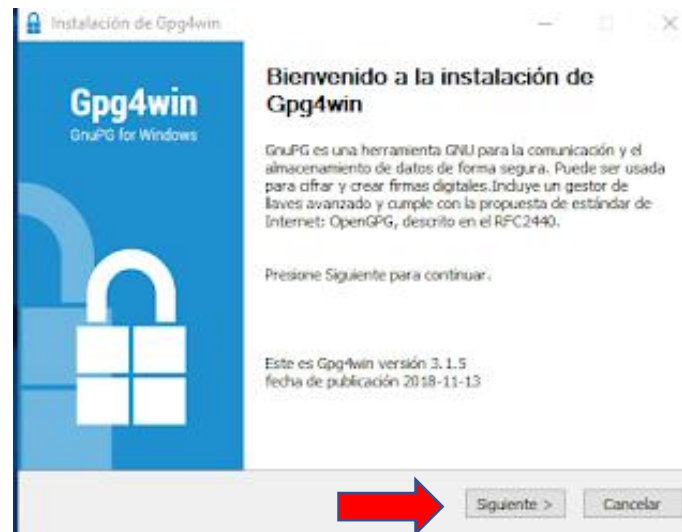 Instalación de Gpg4win
Gpg4win
GnuPG for Windows
Bienvenido a la instalación de
Gpg4win
GnuPG es una herramienta GNU para la comunicación y el
almacenamiento de datos de forma segura. Puede ser usada
para cifrar y crear firmas digitales.Incluye un gestor de
llaves avanzado y cumple con la propuesta de estándar de
Internet: OpenGPG, descrito en el RFC2440.
Presione Siguiente para continuar.
Este es Gpg4win versión 3.1.5
fecha de publicación 2018-11-13
Siguiente >
Cancelar